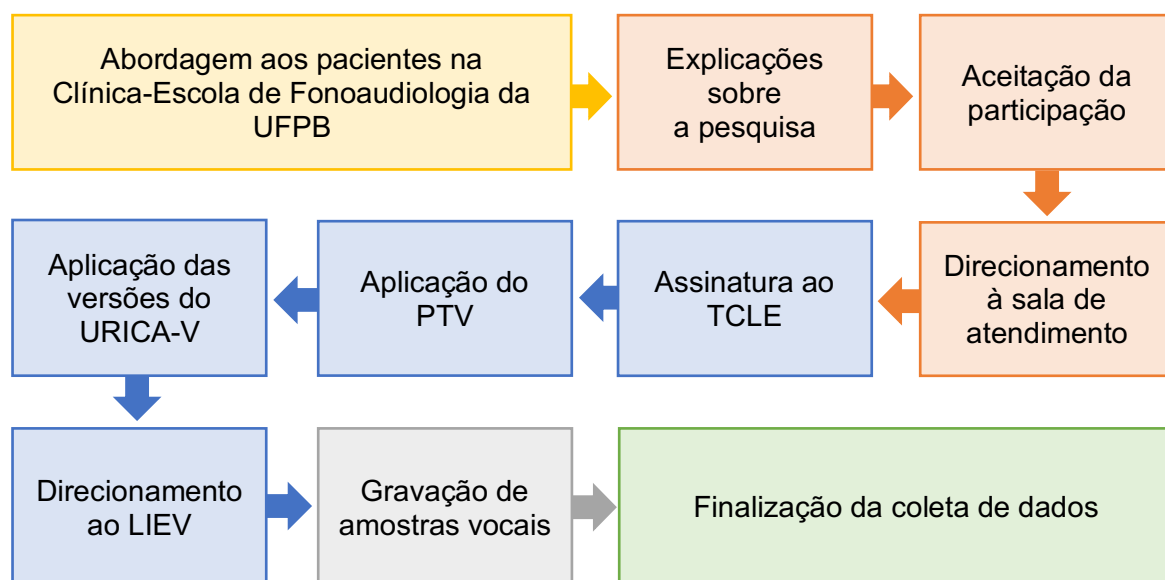 Abordagem aos pacientes na
Clínica-Escola de Fonoaudiologia da
UFPB
Explicações
sobre
a pesquisa
Aceitação da
participação
Direcionamento
à sala de
atendimento
Assinatura ao
TCLE
Aplicação do
PTV
Aplicação das
versões do
URICA-V
Direcionamento
ao LIEV
Gravação de
amostras vocais
Finalização da coleta de dados